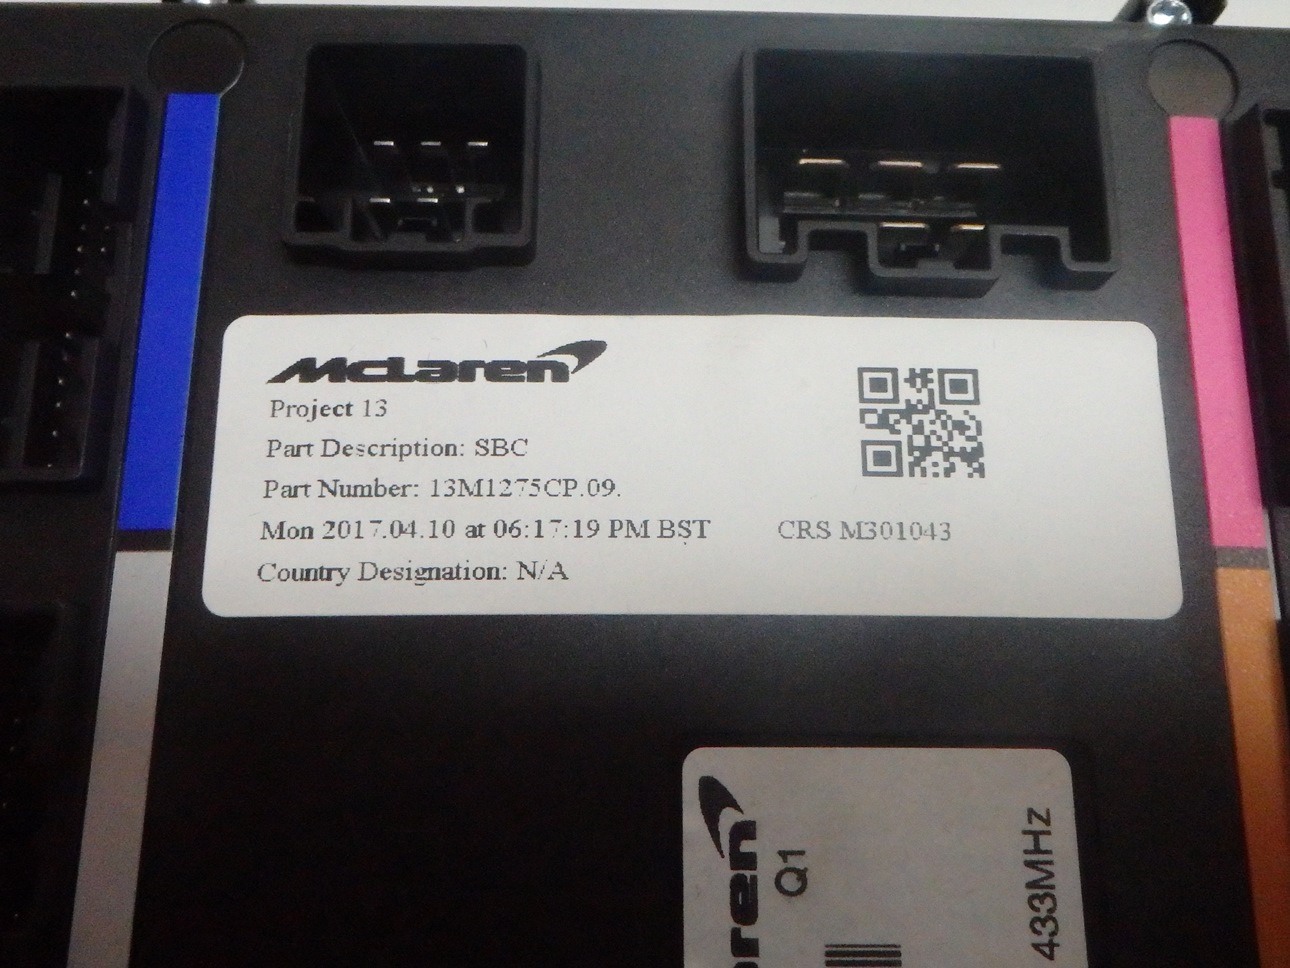 McLaren
Project 13
Part Description: SBC
Part Number: 13M1275CP.09.
Mon 2017.04.10 at 06:17:19 PM BST
CRS M301043
Country Designation: N/A
Q1
433MHz